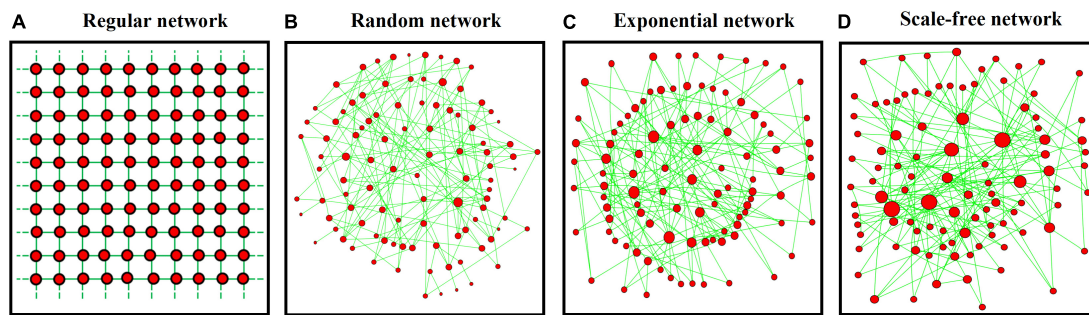 A Regular network
B Random network
C Exponential network
D Scale-free network